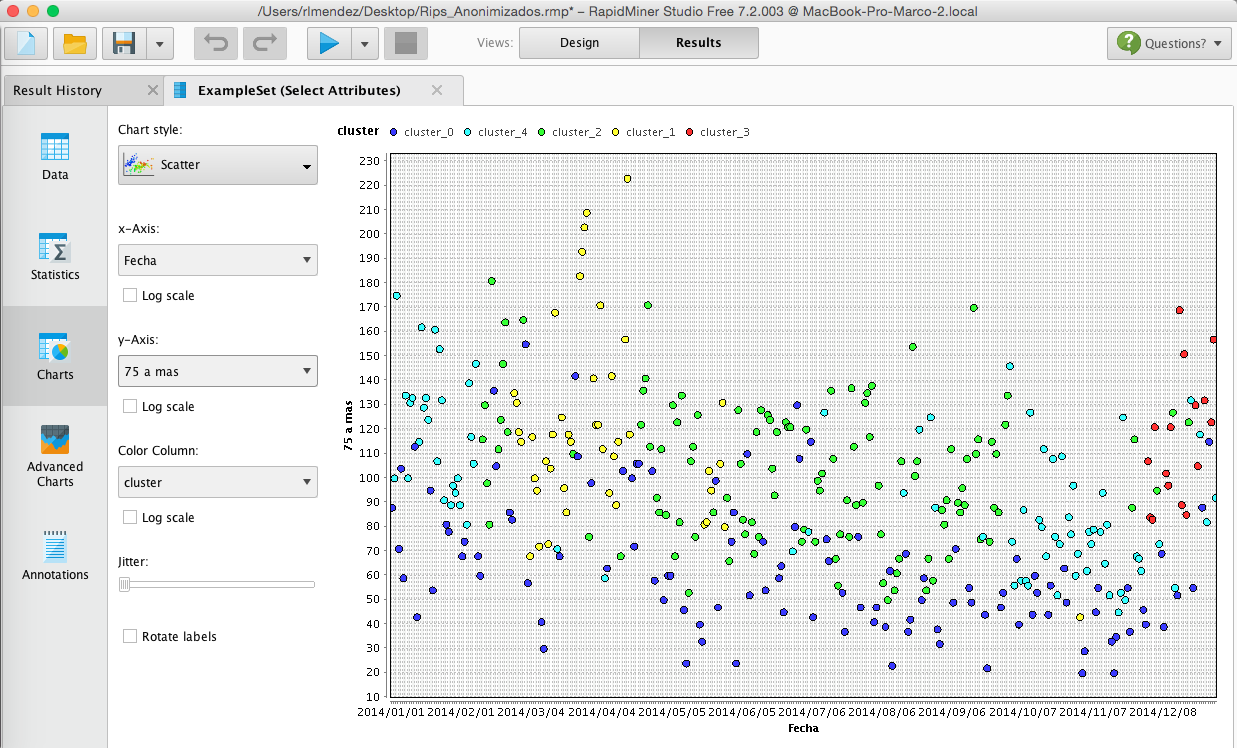 /Users/rlmendez/Desktop/Rips_Anonimizados.rmp* – RapidMiner Studio Free 7.2.003 @ MacBook-Pro-Marco-2.local
Views: Design Results Questions?
Result History ExampleSet (Select Attributes)
Data
Statistics
Charts
Advanced
Charts
Annotations
Chart style:
Scatter
x-Axis:
Fecha
Log scale
y-Axis:
75 a mas
Log scale
Color Column:
cluster
Log scale
Jitter:
Rotate labels
cluster cluster_0 cluster_4 cluster_2 cluster_1 cluster_3
230
220
210
200
190
180
170
160
150
140
130
120
110
100
90
80
70
60
50
40
30
20
10
75 a mas
2014/01/01 2014/02/01 2014/03/04 2014/04/04 2014/05/05 2014/06/05 2014/07/06 2014/08/06 2014/09/06 2014/10/07 2014/11/07 2014/12/08
Fecha